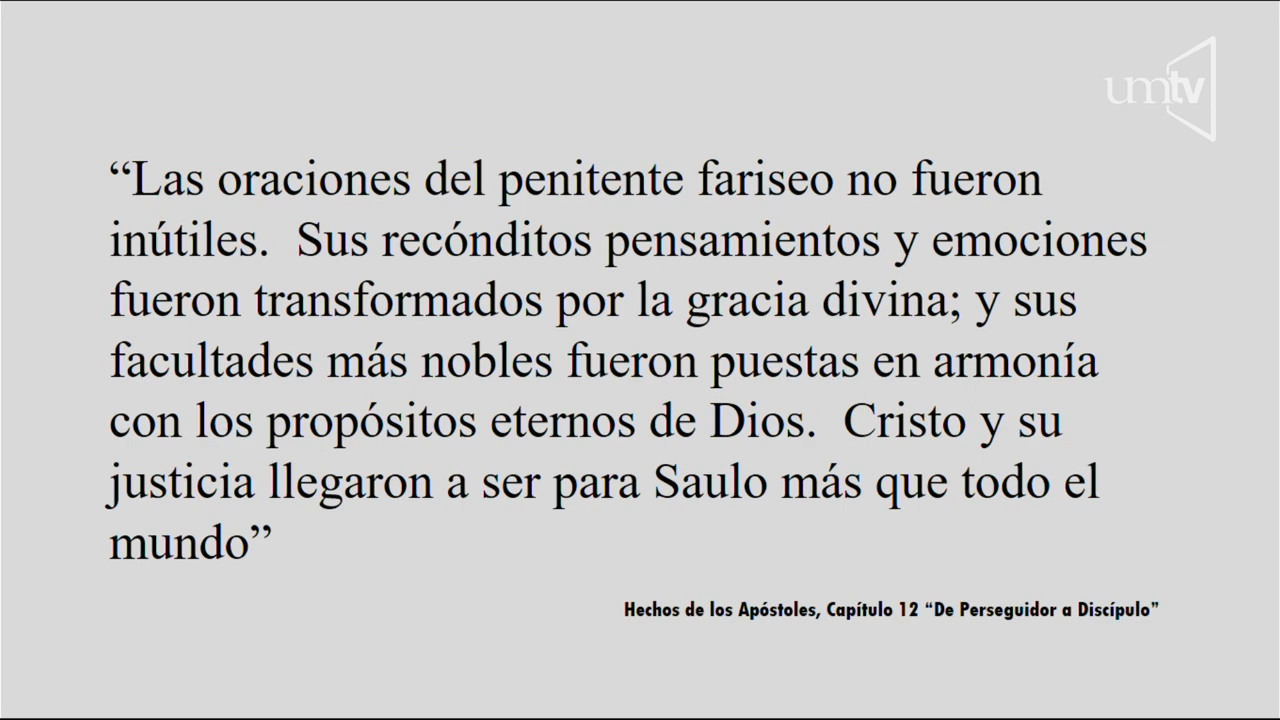 umtv
“Las oraciones del penitente fariseo no fueron
inútiles.  Sus recónditos pensamientos y emociones
fueron transformados por la gracia divina; y sus
facultades más nobles fueron puestas en armonía
con los propósitos eternos de Dios.  Cristo y su
justicia llegaron a ser para Saulo más que todo el
mundo”
Hechos de los Apóstoles, Capítulo 12 “De Perseguidor a Discípulo”